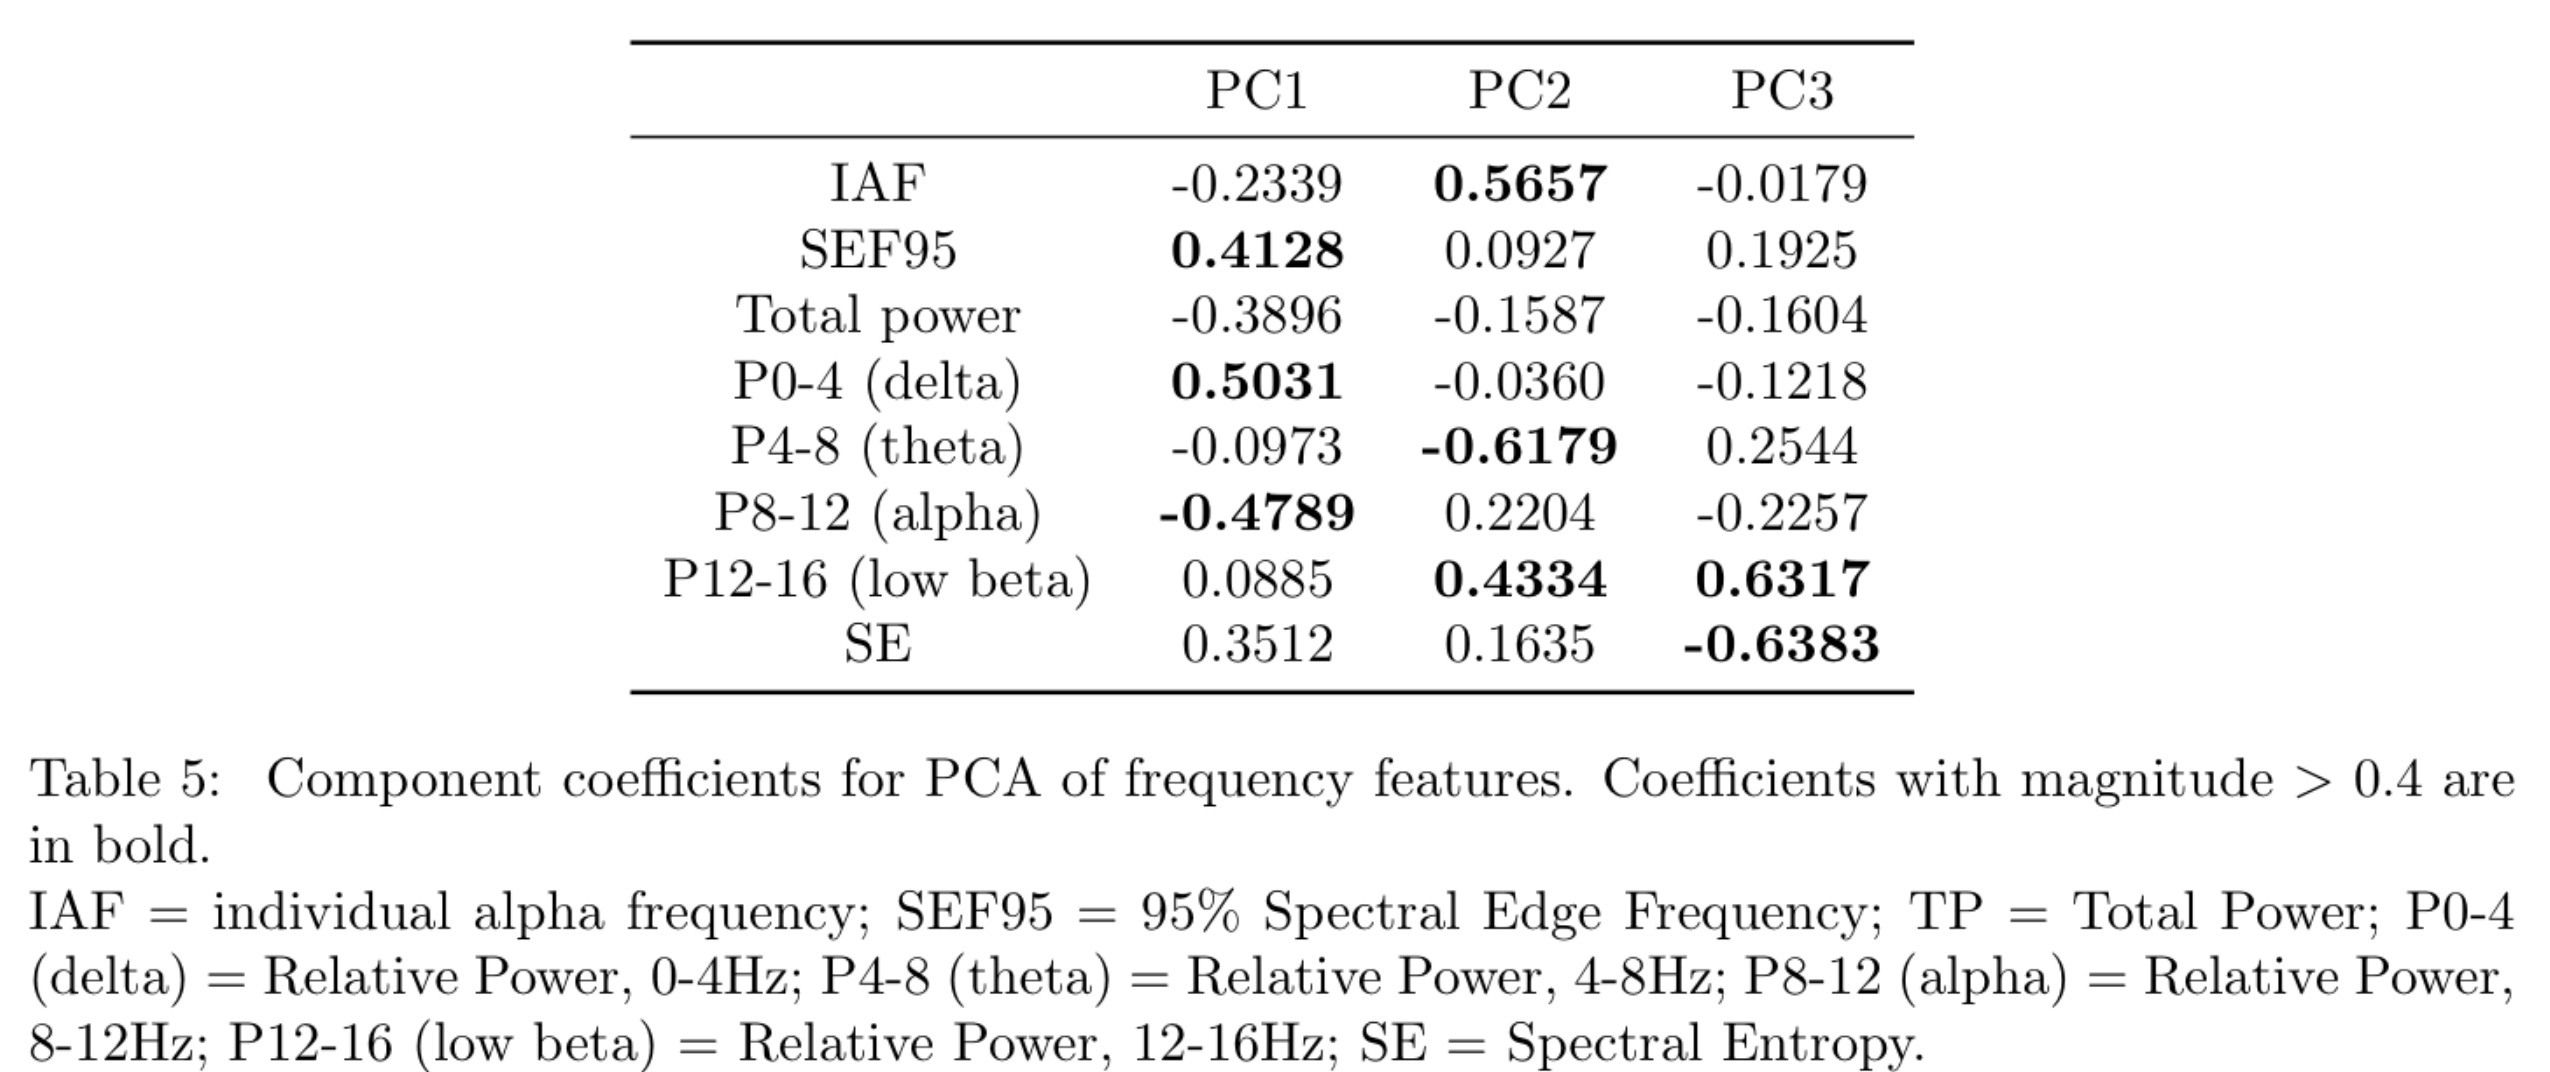 PC1 PC2 PC3
IAF -0.2339 0.5657 -0.0179
SEF95 0.4128 0.0927 0.1925
Total power -0.3896 -0.1587 -0.1604
P0-4 (delta) 0.5031 -0.0360 -0.1218
P4-8 (theta) -0.0973 -0.6179 0.2544
P8-12 (alpha) -0.4789 0.2204 -0.2257
P12-16 (low beta) 0.0885 0.4334 0.6317
SE 0.3512 0.1635 -0.6383
Table 5: Component coefficients for PCA of frequency features. Coefficients with magnitude > 0.4 are
in bold.
IAF = individual alpha frequency; SEF95 = 95% Spectral Edge Frequency; TP = Total Power; P0-4
(delta) = Relative Power, 0-4Hz; P4-8 (theta) = Relative Power, 4-8Hz; P8-12 (alpha) = Relative Power,
8-12Hz; P12-16 (low beta) = Relative Power, 12-16Hz; SE = Spectral Entropy.